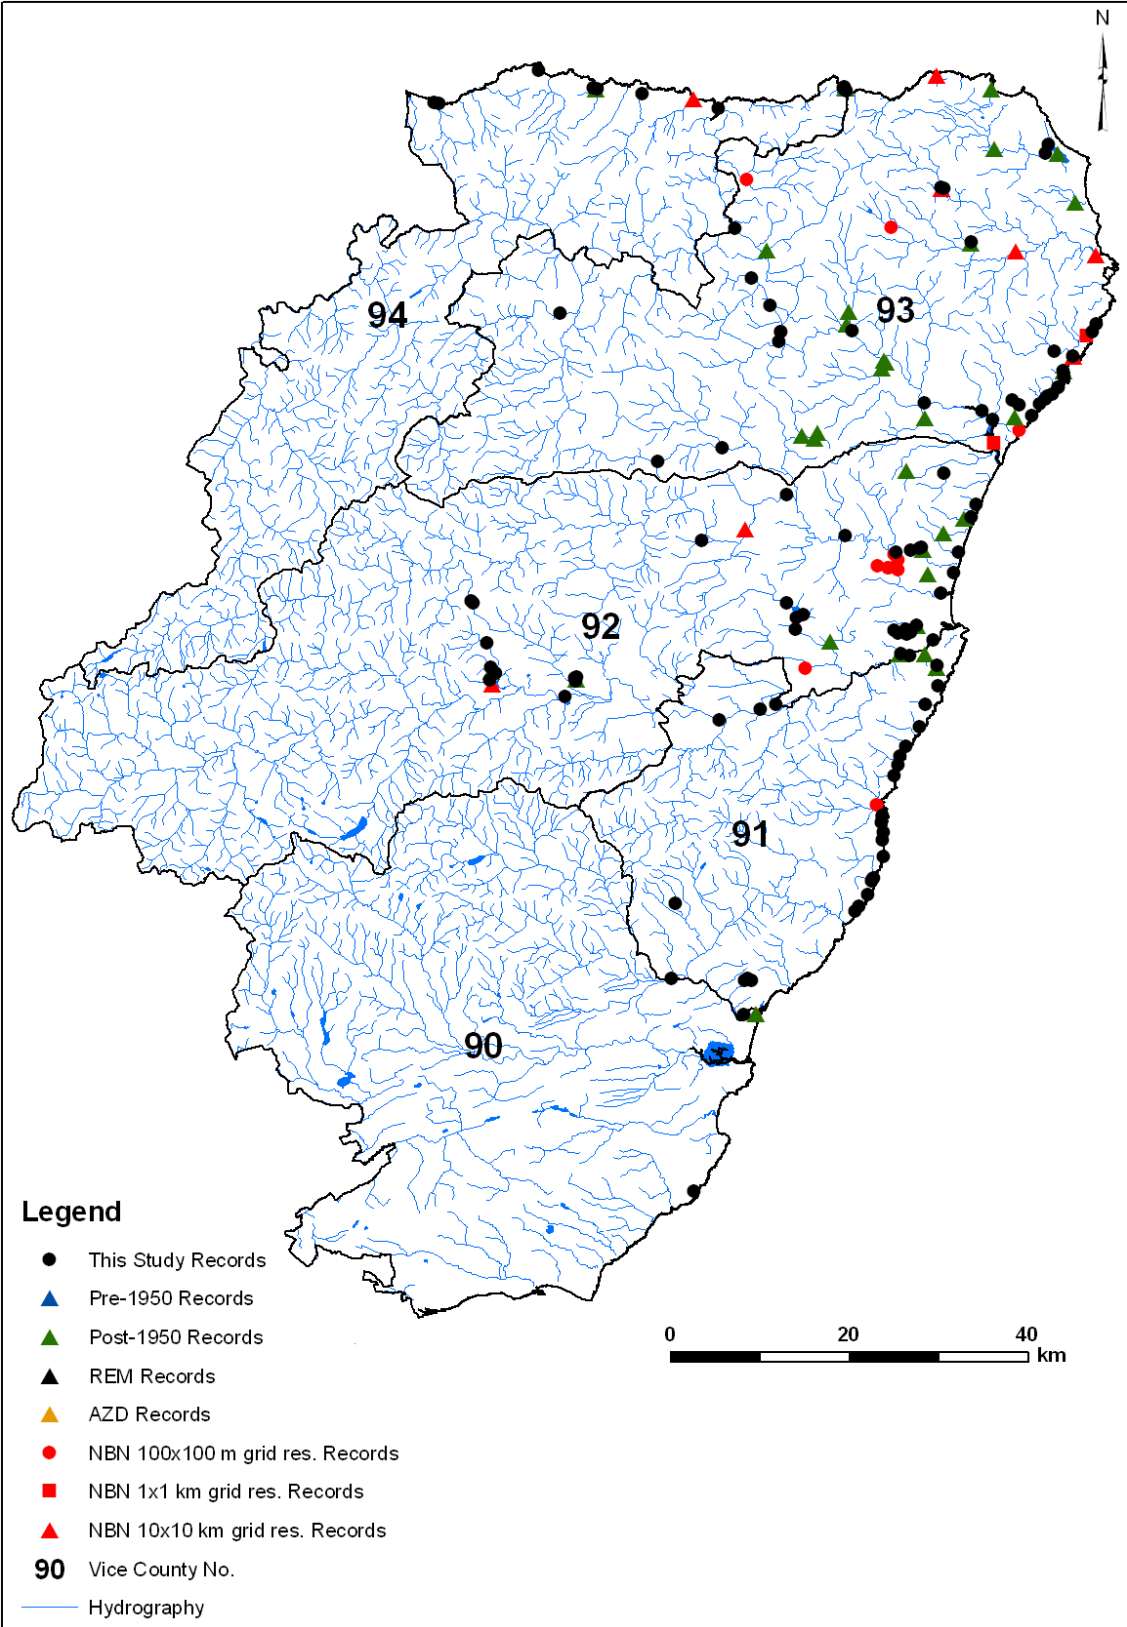 N
94
93
92
91
90
Legend
This Study Records
Pre-1950 Records
Post-1950 Records
REM Records
AZD Records
NBN 100x100 m grid res. Records
NBN 1x1 km grid res. Records
NBN 10x10 km grid res. Records
90 Vice County No.
Hydrography
0 20 40
km